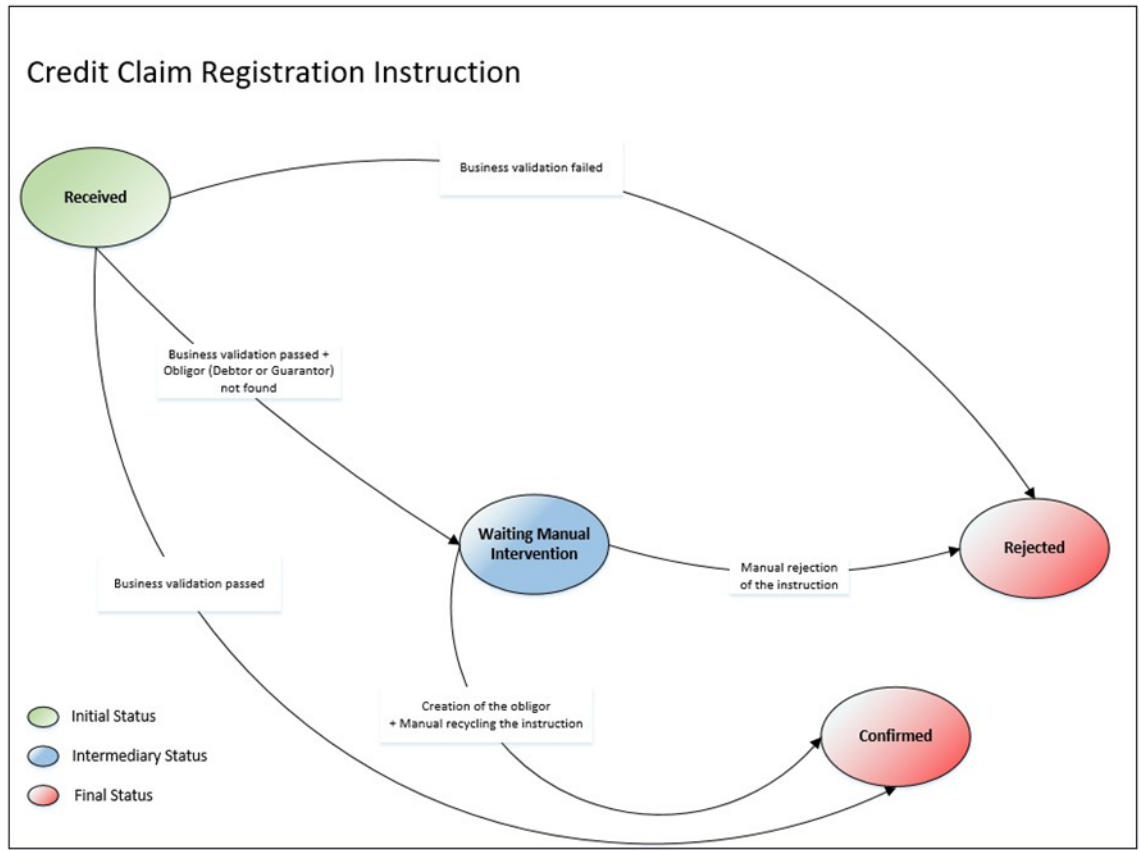 Credit Claim Registration Instruction
Business validation failed
Received
Business validation passed +
Obligor (Debtor or Guarantor)
not found
Waiting Manual
Intervention
Rejected
Manual rejection
of the instruction
Business validation passed
Creation of the obligor
+ Manual recycling the instruction
Confirmed
Initial Status
Intermediary Status
Final Status